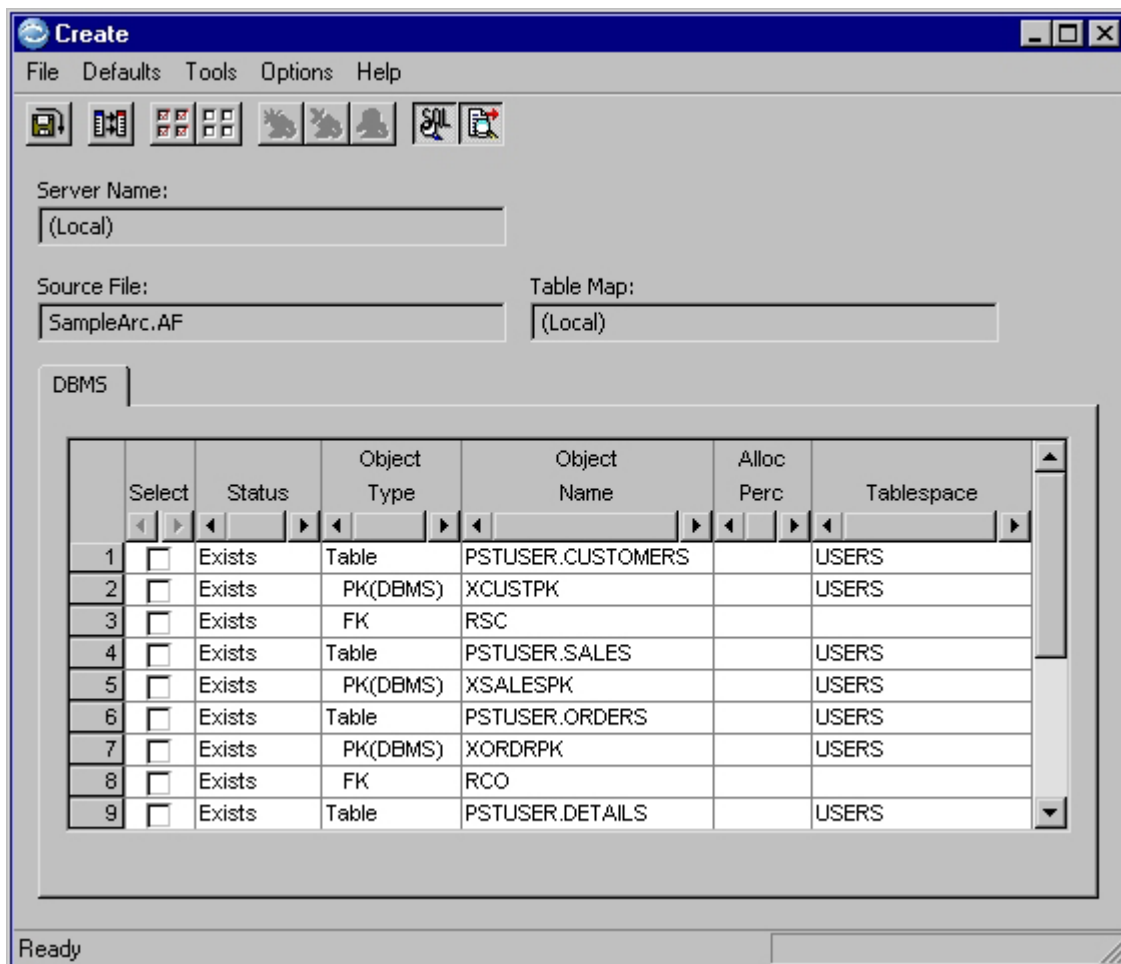 Create
File Defaults Tools Options Help
SQL
Server Name:
(Local)
Source File: Table Map:
SampleArc.AF (Local)
DBMS
Object Object Alloc
Select Status Type Name Perc Tablespace
1 Exists Table PSTUSER.CUSTOMERS USERS
2 Exists PK(DBMS) XCUSTPK USERS
3 Exists FK RSC
4 Exists Table PSTUSER.SALES USERS
5 Exists PK(DBMS) XSALESPK USERS
6 Exists Table PSTUSER.ORDERS USERS
7 Exists PK(DBMS) XORDRPK USERS
8 Exists FK RCO
9 Exists Table PSTUSER.DETAILS USERS
Ready